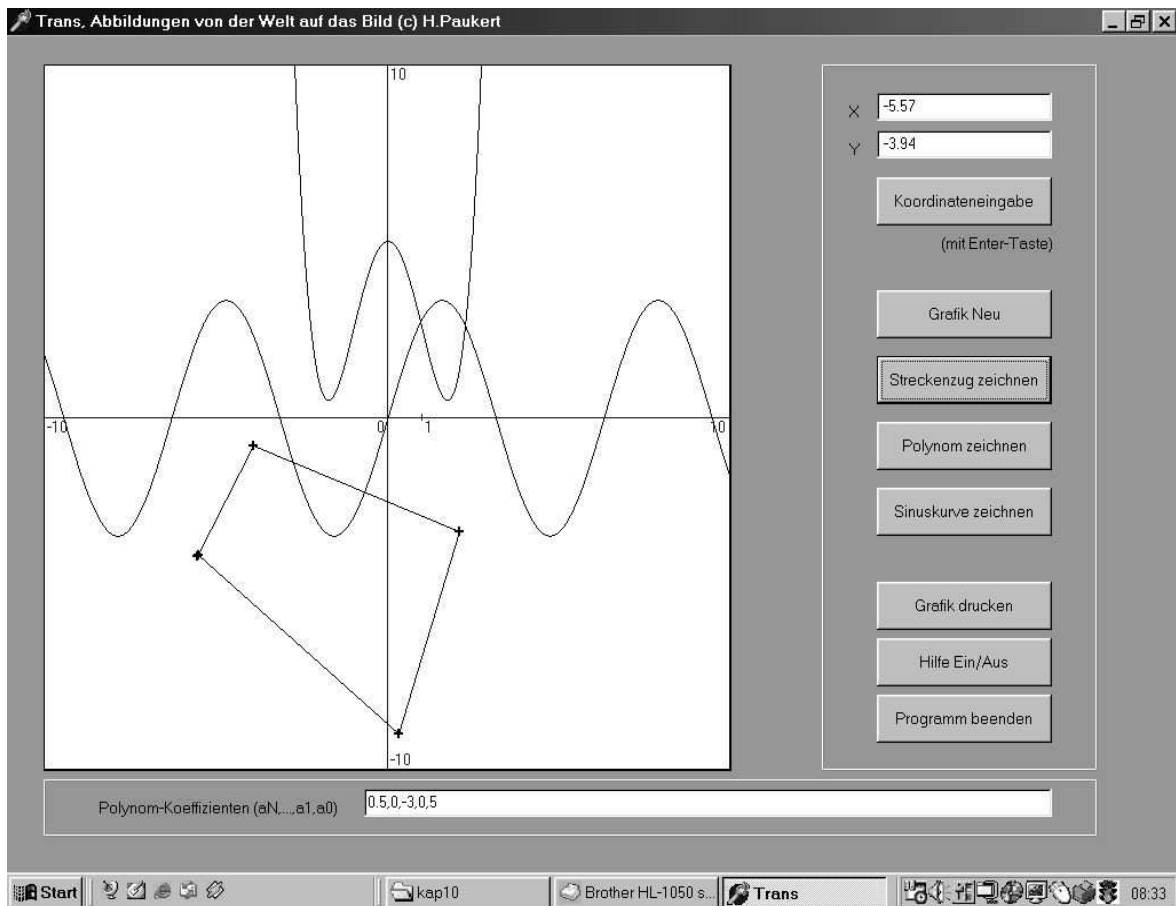 Trans, Abbildungen von der Welt auf das Bild (c) H.Paukert
10
-10
0
1
10
-10
X -5.57
Y -3.94
Koordinateneingabe
(mit Enter-Taste)
Grafik Neu
Streckenzug zeichnen
Polynom zeichnen
Sinuskurve zeichnen
Grafik drucken
Hilfe Ein/Aus
Programm beenden
Polynom-Koeffizienten (aN,...,a1,a0) 0.5,0,-3,0,5
Start kap10 Brother HL-1050 s... Trans 08:33